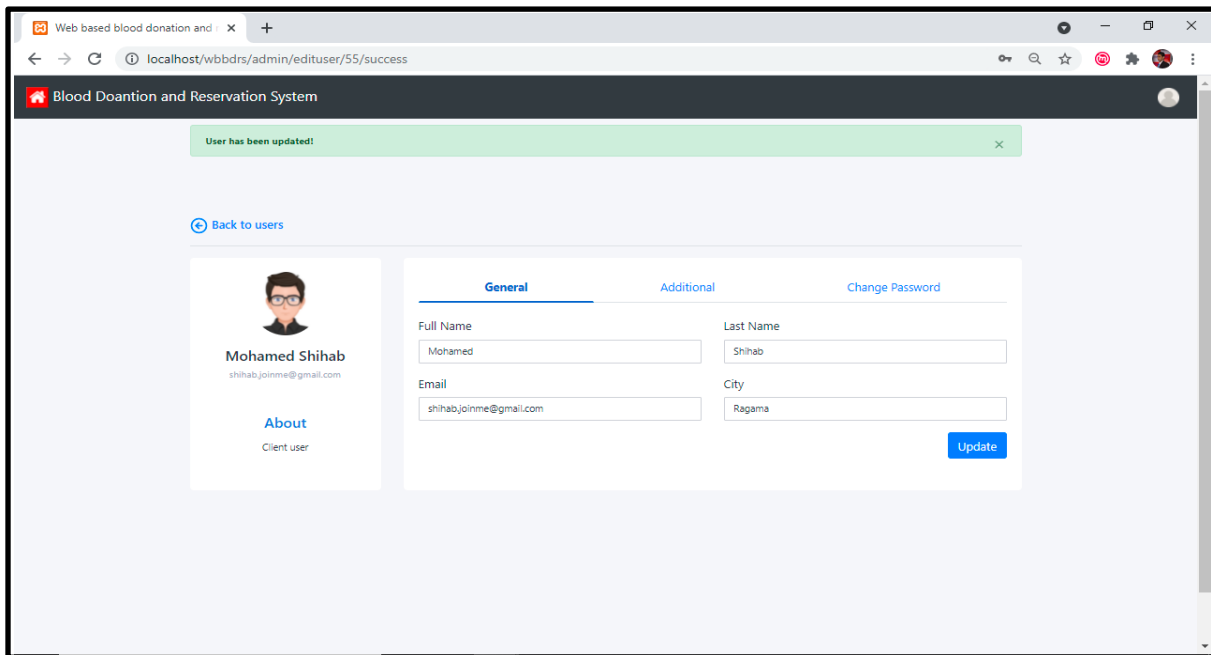 Web based blood donation and r
localhost/wbbdrs/admin/edituser/55/success
Blood Doantion and Reservation System
User has been updated!
Back to users
General Additional Change Password
Full Name Last Name
Mohamed Shihab
Email City
shihab.joinme@gmail.com Ragama
Update
Mohamed Shihab
shihab.joinme@gmail.com
About
Client user